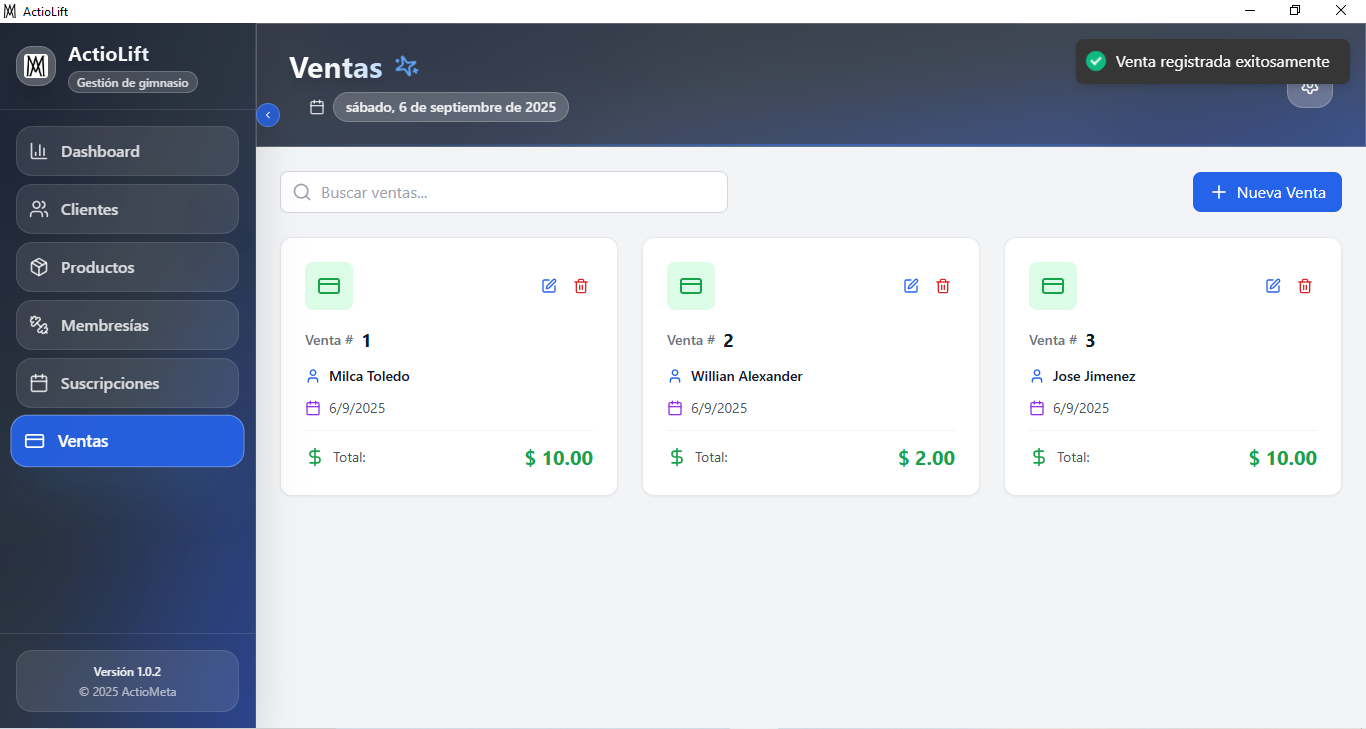 ActioLift
ActioLift
Gestión de gimnasio
Dashboard
Clientes
Productos
Membresías
Suscripciones
Ventas
Versión 1.0.2
© 2025 ActioMeta
Ventas
sábado, 6 de septiembre de 2025
Venta registrada exitosamente
Buscar ventas...
Nueva Venta
Venta # 1
Milca Toledo
6/9/2025
Total: $ 10.00
Venta # 2
Willian Alexander
6/9/2025
Total: $ 2.00
Venta # 3
Jose Jimenez
6/9/2025
Total: $ 10.00